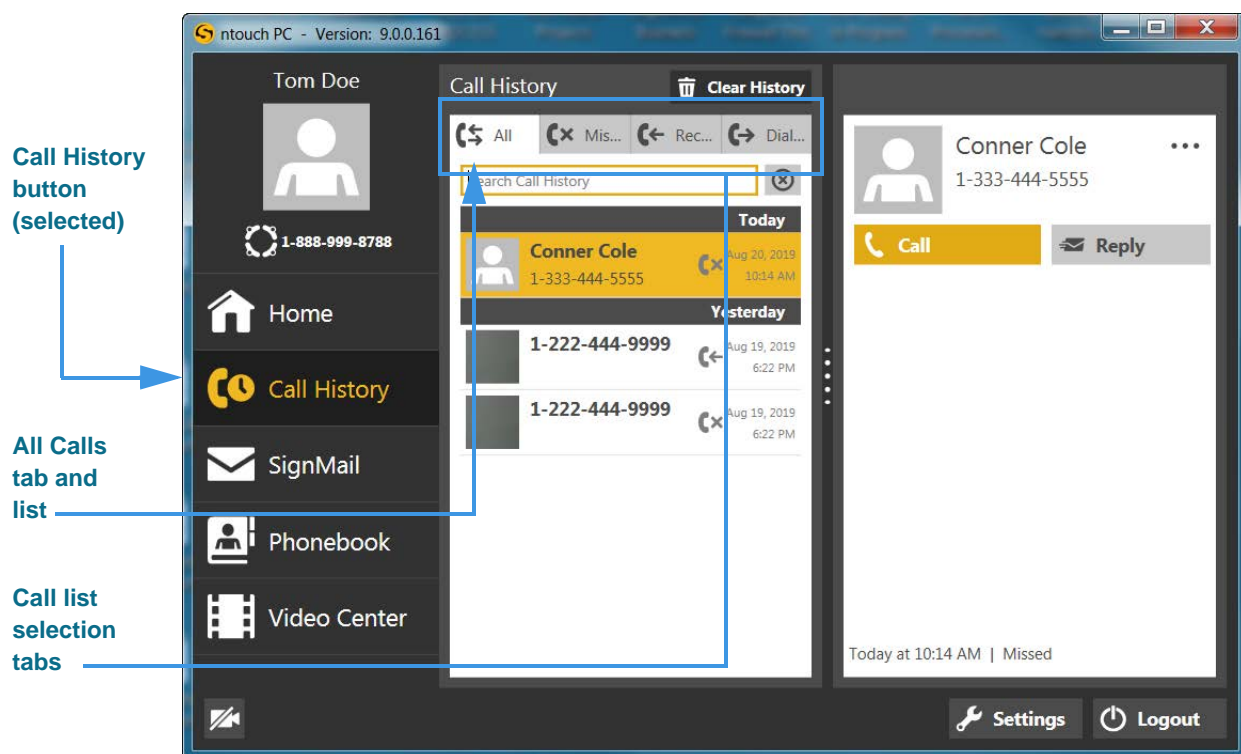 ntouch PC - Version: 9.0.0.161
Tom Doe
1-888-999-8788
Home
Call History
SignMail
Phonebook
Video Center
Call History
Clear History
All
Mis...
Rec...
Dial...
Search Call History
Today
Conner Cole
1-333-444-5555
Aug 20, 2019
10:14 AM
Yesterday
1-222-444-9999
Aug 19, 2019
6:22 PM
1-222-444-9999
Aug 19, 2019
6:22 PM
Conner Cole
1-333-444-5555
Call
Reply
Today at 10:14 AM | Missed
Settings
Logout
Call History
button
(selected)
All Calls
tab and
list
Call list
selection
tabs